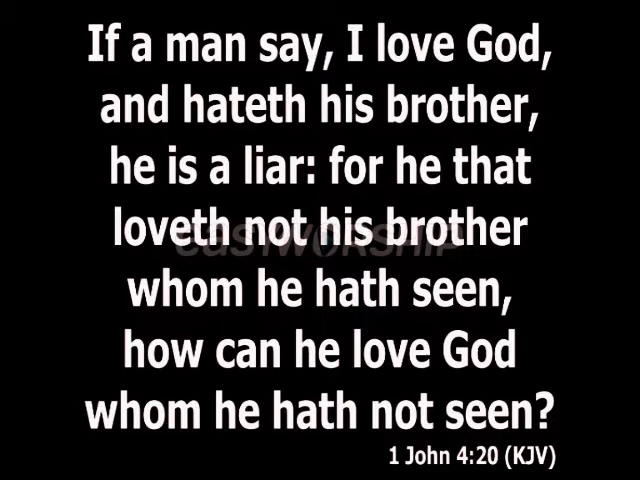 If a man say, I love God,
and hateth his brother,
he is a liar: for he that
loveth not his brother
EASYWORSHIP
whom he hath seen,
how can he love God
whom he hath not seen?
1 John 4:20 (KJV)